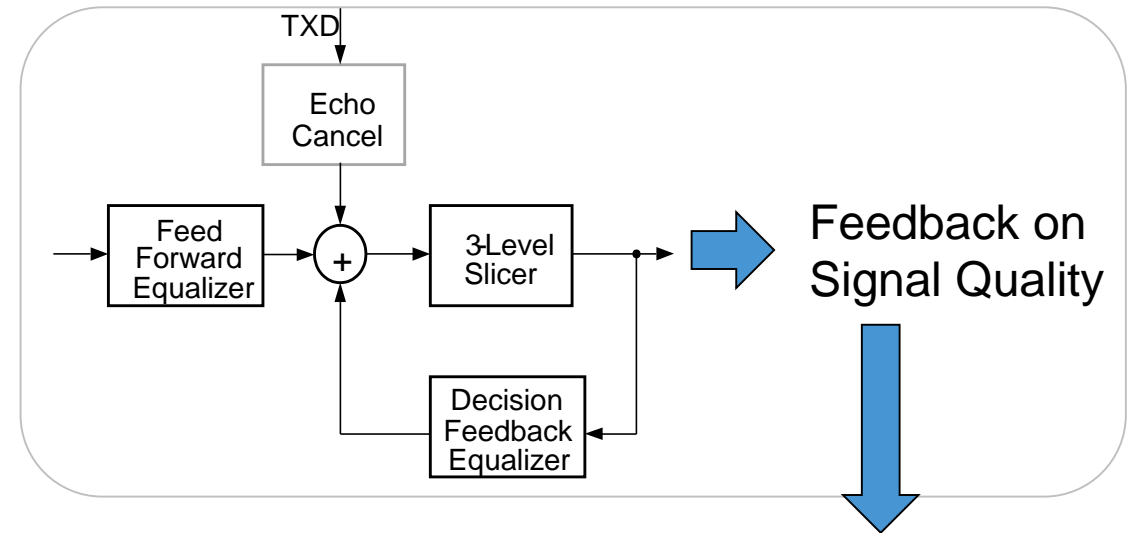 TXD
Echo
Cancel
Feed
Forward
Equalizer
+
3-Level
Slicer
Feedback on
Signal Quality
Decision
Feedback
Equalizer